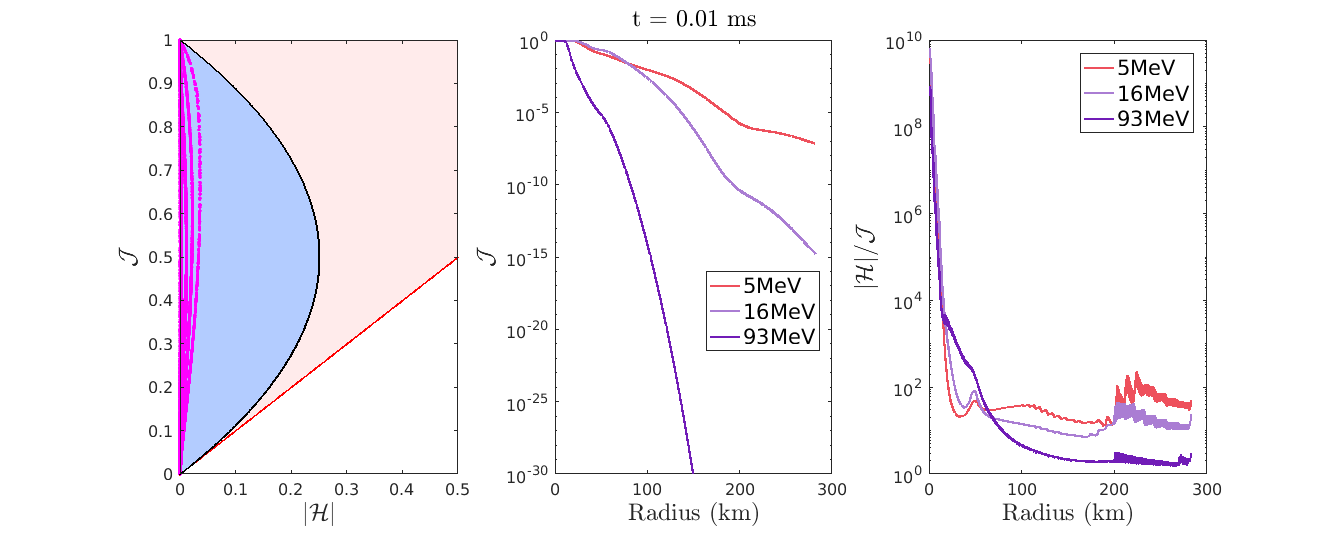 t = 0.01 ms
1
0.9
0.8
0.7
0.6
0.5
0.4
0.3
0.2
0.1
0
𝒥
0
0.1
0.2
0.3
0.4
0.5
|ℋ|
10^0
10^-5
10^-10
10^-15
10^-20
10^-25
10^-30
𝒥
5MeV
16MeV
93MeV
0
100
200
300
Radius (km)
10^10
10^8
10^6
10^4
10^2
10^0
|ℋ|/𝒥
5MeV
16MeV
93MeV
0
100
200
300
Radius (km)